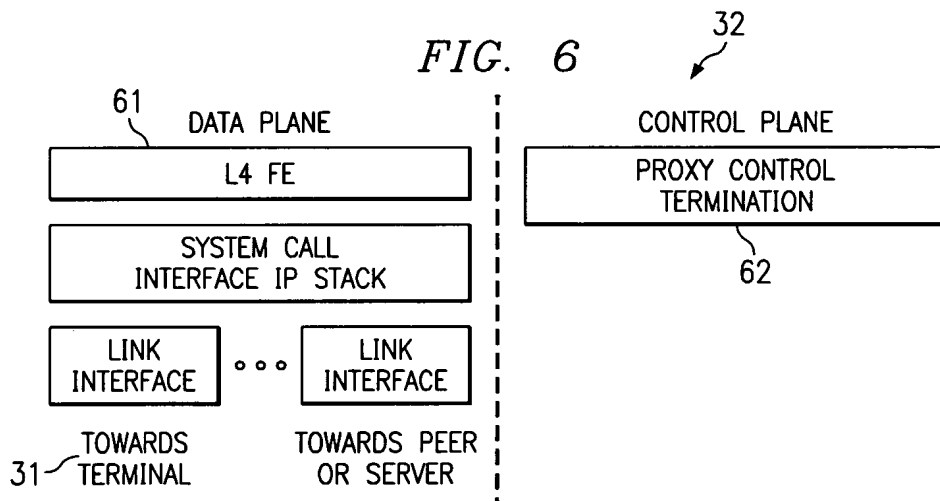 FIG. 6
32
61
DATA PLANE
CONTROL PLANE
L4 FE
PROXY CONTROL
TERMINATION
SYSTEM CALL
INTERFACE IP STACK
62
LINK
INTERFACE
LINK
INTERFACE
31
TOWARDS
TERMINAL
TOWARDS PEER
OR SERVER